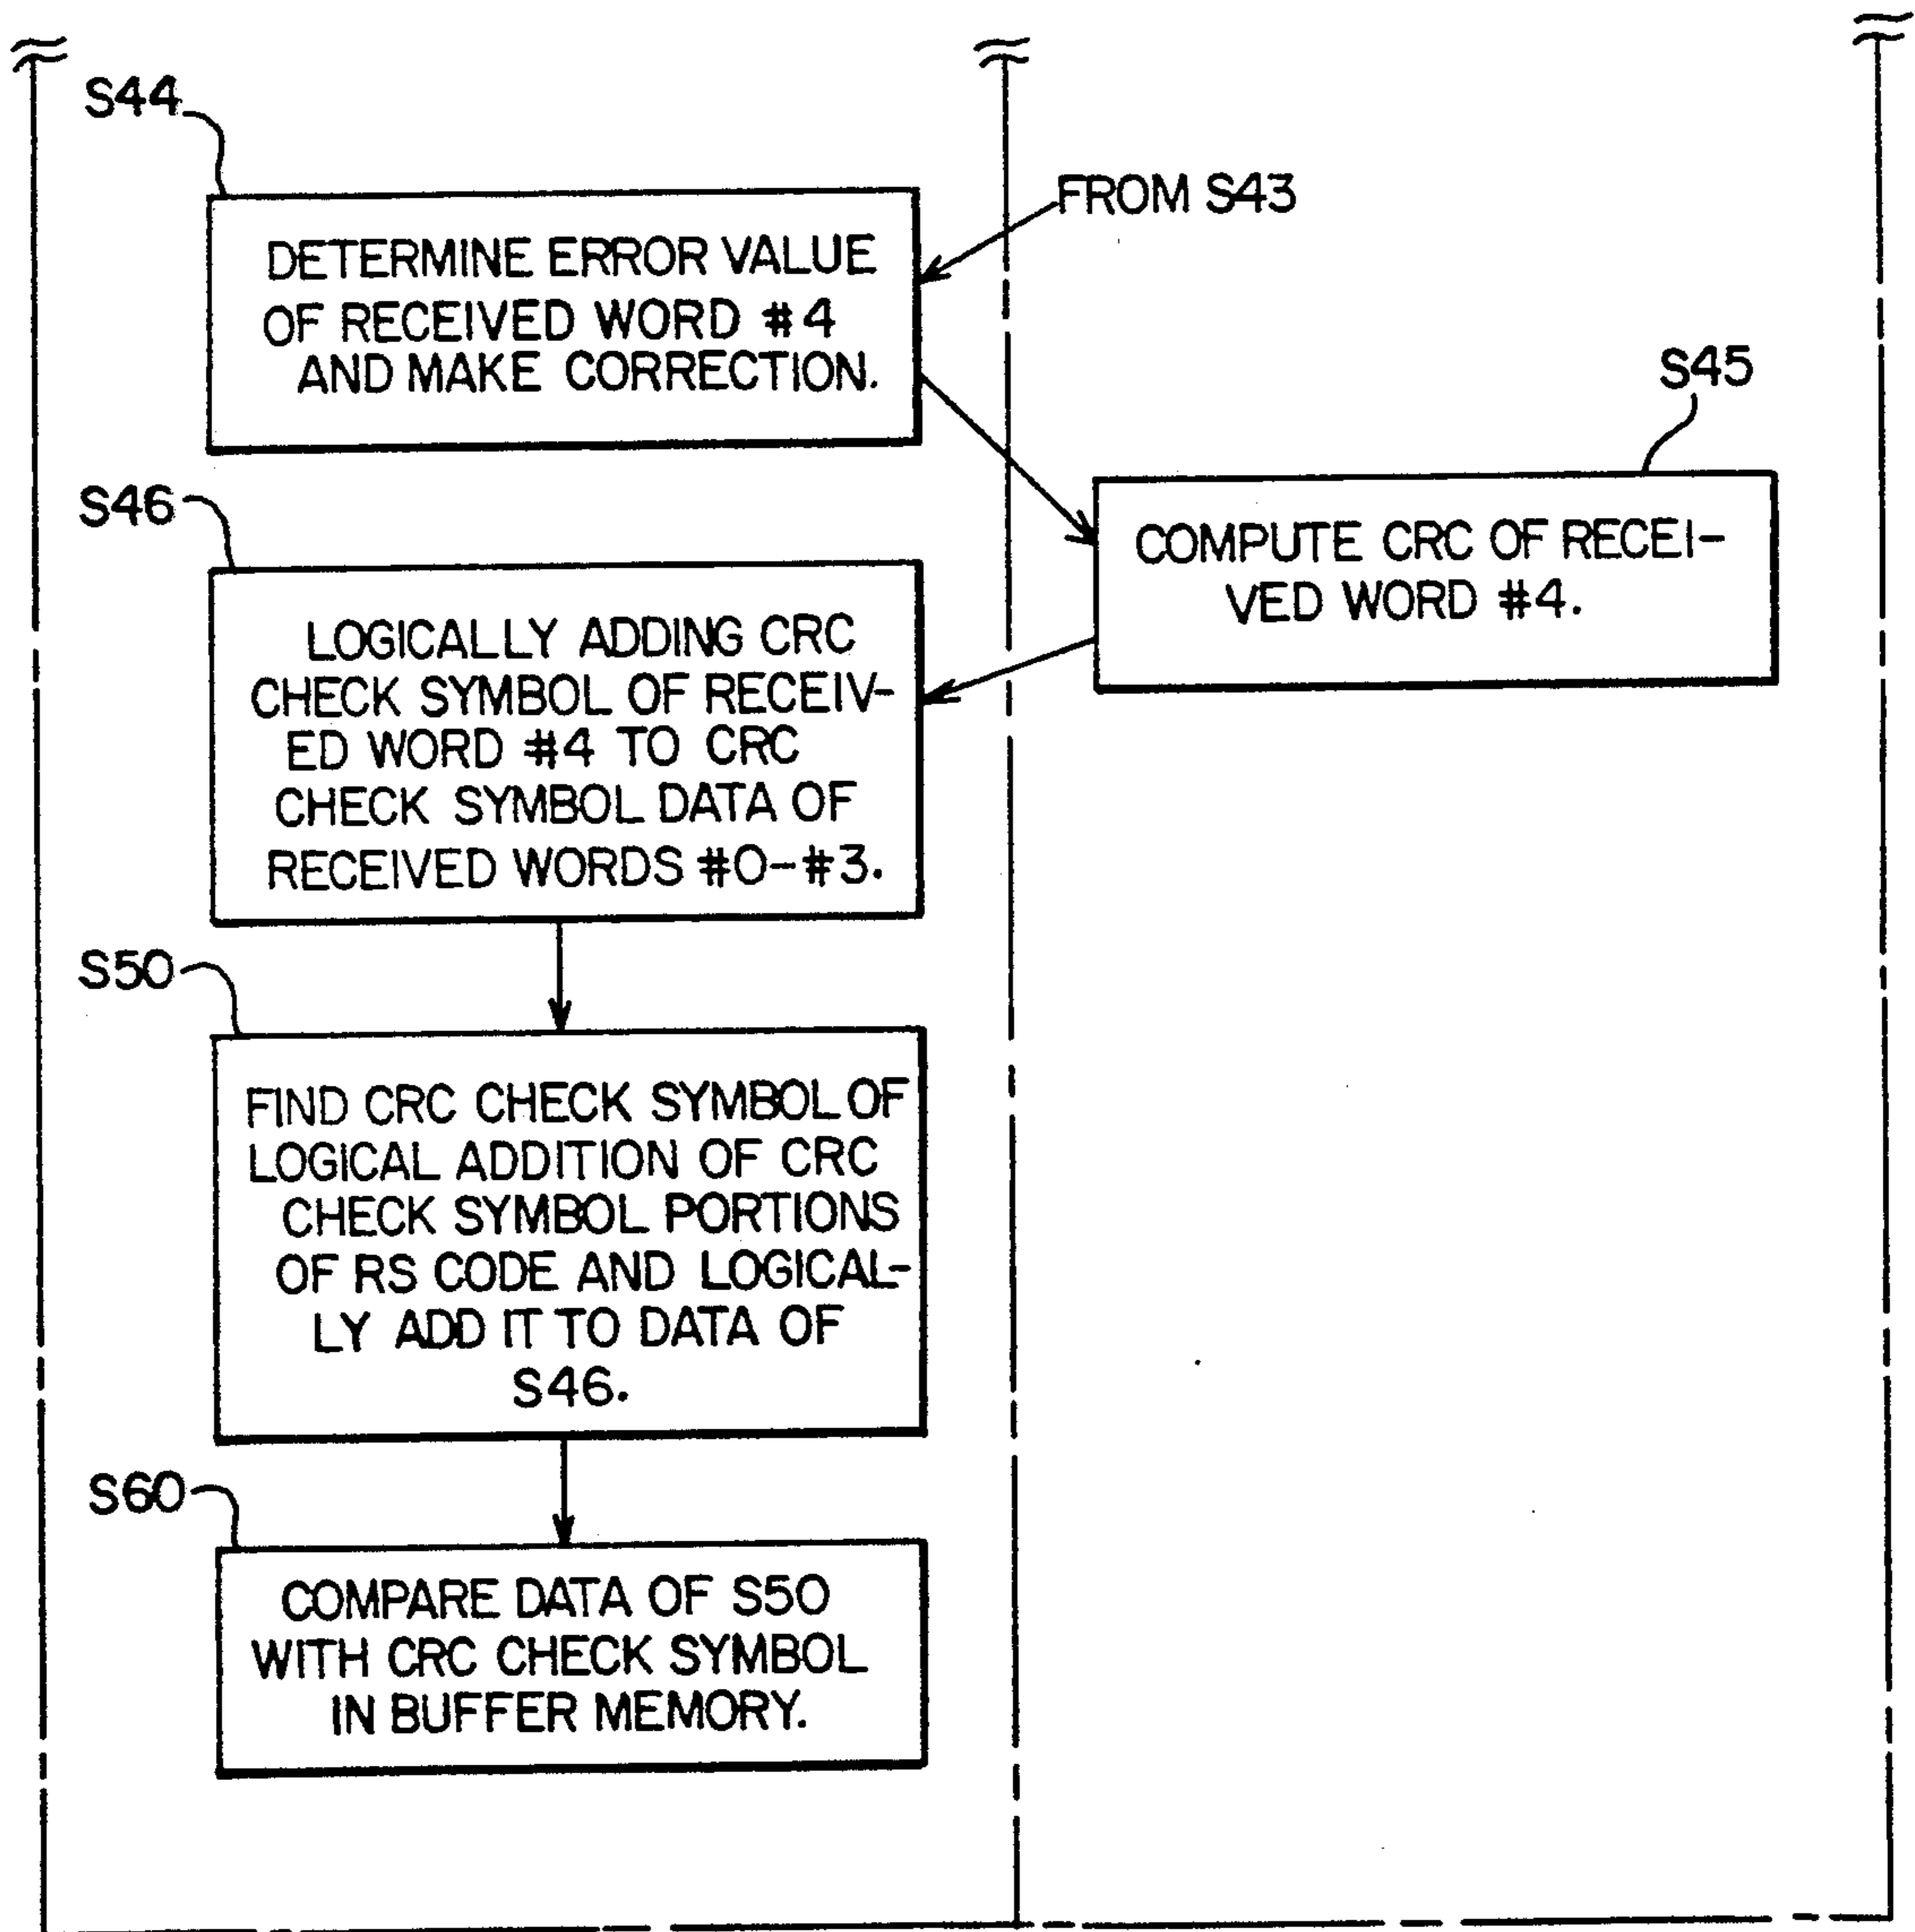 S44
FROM S43
DETERMINE ERROR VALUE
OF RECEIVED WORD #4
AND MAKE CORRECTION.
S45
COMPUTE CRC OF RECEI-
VED WORD #4.
S46
LOGICALLY ADDING CRC
CHECK SYMBOL OF RECEIV-
ED WORD #4 TO CRC
CHECK SYMBOL DATA OF
RECEIVED WORDS #0-#3.
S50
FIND CRC CHECK SYMBOL OF
LOGICAL ADDITION OF CRC
CHECK SYMBOL PORTIONS
OF RS CODE AND LOGICAL-
LY ADD IT TO DATA OF
S46.
S60
COMPARE DATA OF S50
WITH CRC CHECK SYMBOL
IN BUFFER MEMORY.